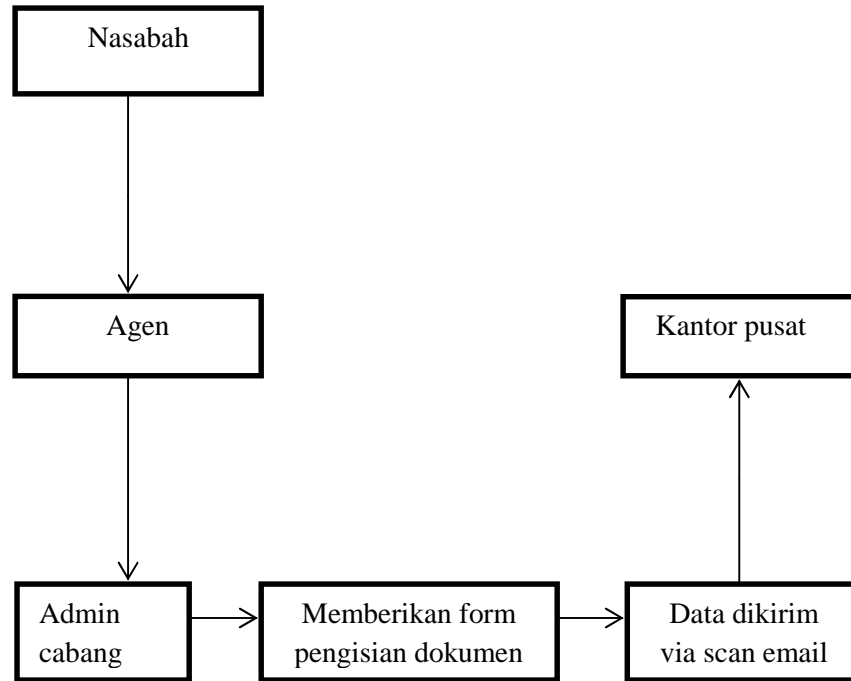 Nasabah
Agen
Kantor pusat
Admin
cabang
Memberikan form
pengisian dokumen
Data dikirim
via scan email